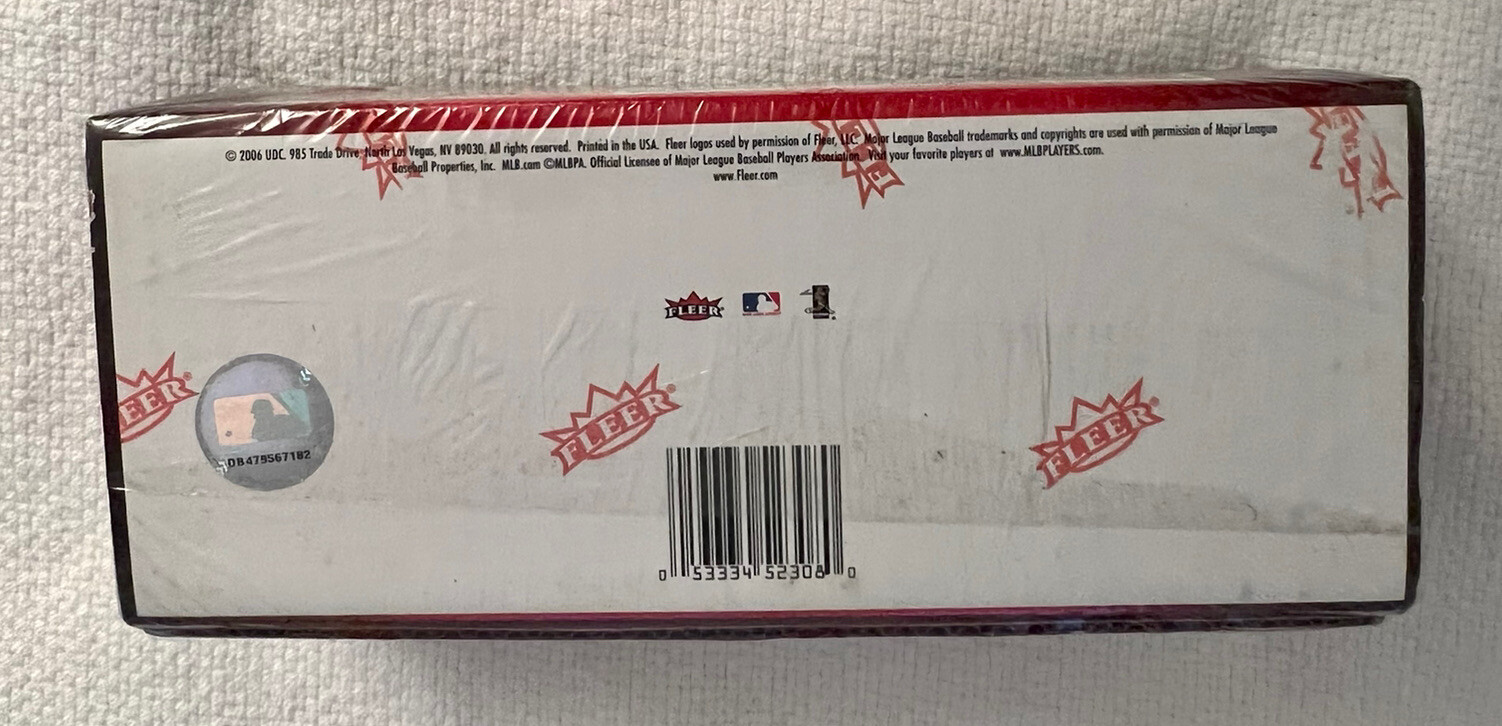 © 2006 UDC. 985 Trade Drive, North Las Vegas, NV 89030. All rights reserved. Printed in the USA. Fleer logos used by permission of Fleer, LLC. Major League Baseball trademarks and copyrights are used with permission of Major League
Baseball Properties, Inc. MLB.com ©MLBPA. Official Licensee of Major League Baseball Players Association. Visit your favorite players at www.MLBPLAYERS.com.
www.Fleer.com
FLEER
EER®
FLEER®
FLEER®
DB479567182
0 53334 52308 0